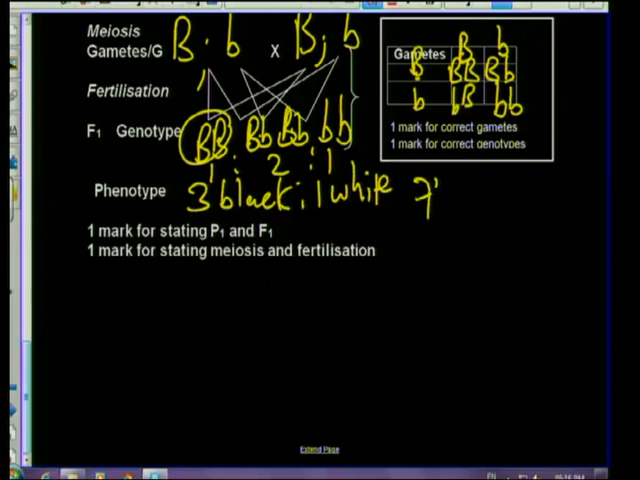 Meiosis
Gametes/G B . b x B ; b
Fertilisation
F₁ Genotype BB Bb Bb bb
1 : 2 : 1
Phenotype 3 black : 1 white
1 mark for stating P₁ and F₁
1 mark for stating meiosis and fertilisation
Gametes B b
B BB Bb
b bB bb
1 mark for correct gametes
1 mark for correct genotypes
Extend Page